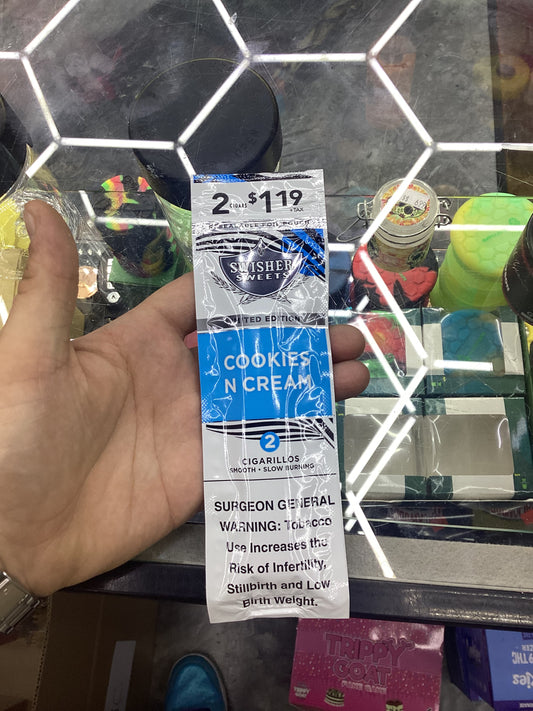 2 CIGARS $1.19
+ TAX
RESEALABLE FOIL POUCH
SWISHER
SWEETS
LIMITED EDITION
COOKIES
N CREAM
2
CIGARILLOS
SMOOTH • SLOW BURNING
SURGEON GENERAL
WARNING: Tobacco
Use Increases the
Risk of Infertility,
Stillbirth and Low
Birth Weight.
TRIPPY
GOAT